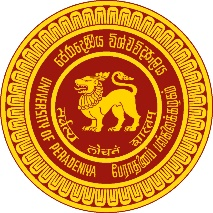 පේරාදෙණිය විශ්වවිද්‍යාලය
UNIVERSITY OF PERADENIYA
பேராதனைப் பல்கலைக்கழகம்